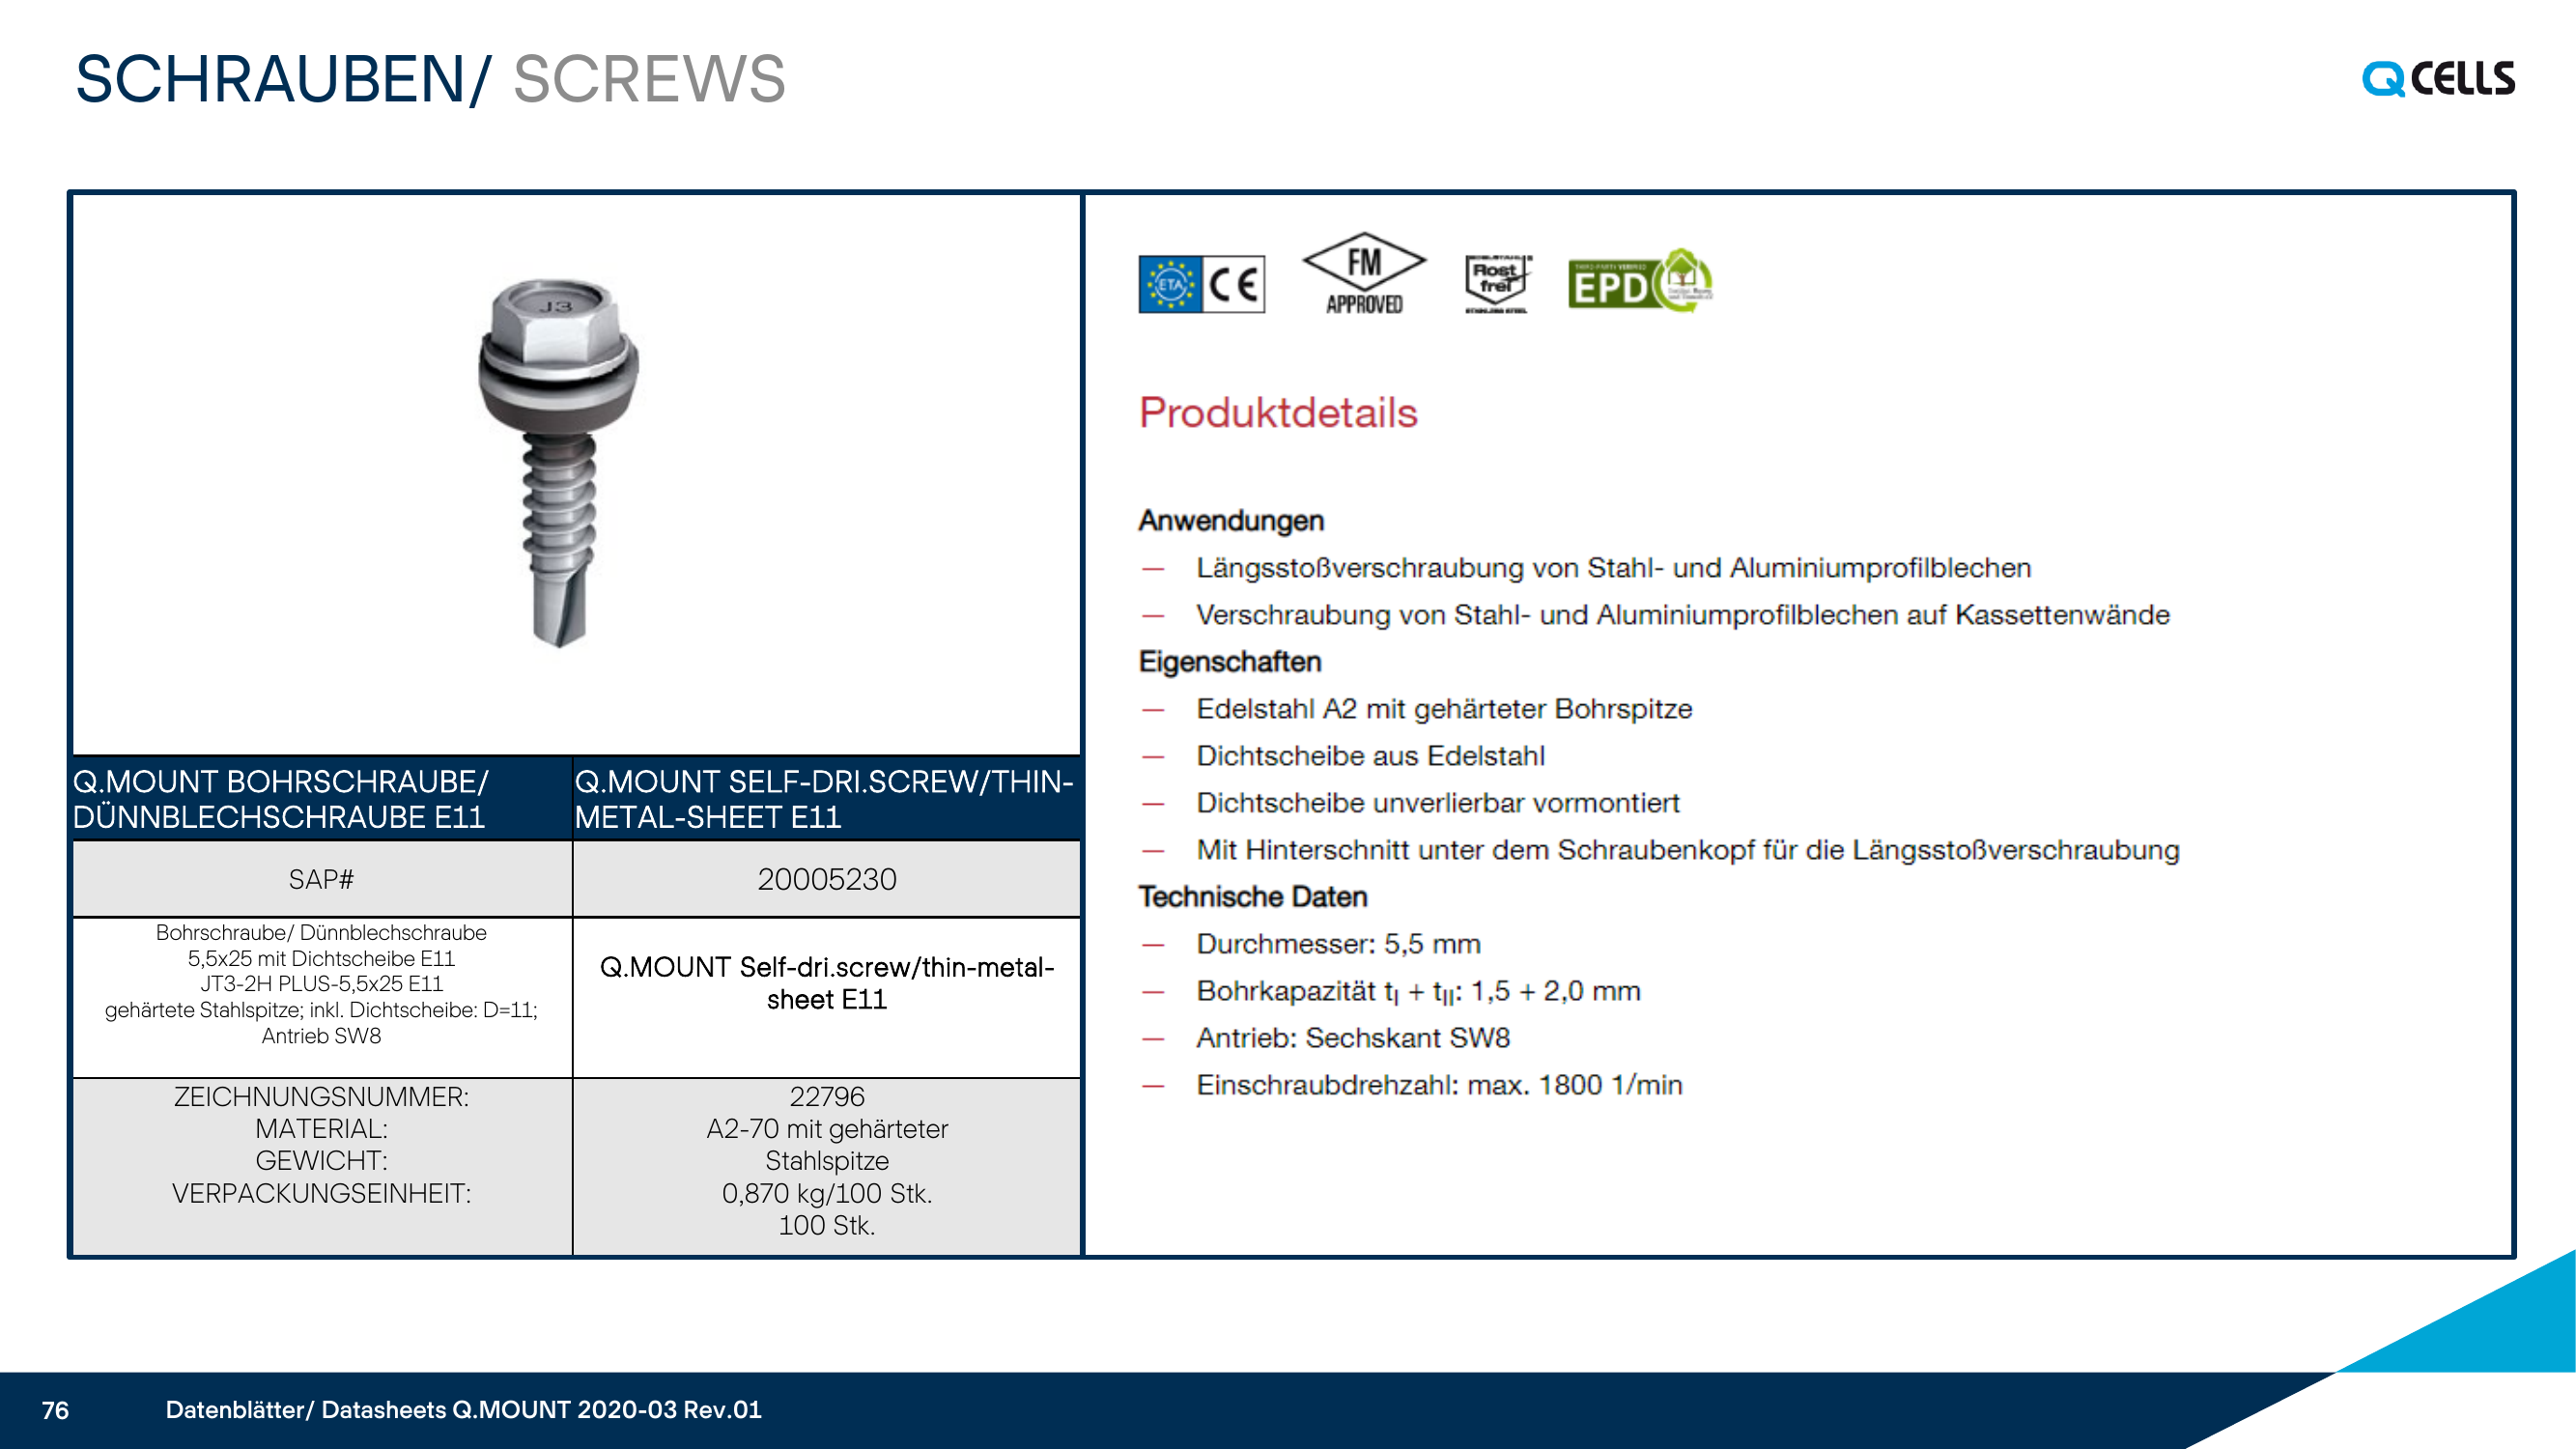 SCHRAUBEN/ SCREWS
Q CELLS
J3
ETA CE
FM
APPROVED
Rost
frei
EPD
Produktdetails
Anwendungen
— Längsstoßverschraubung von Stahl- und Aluminiumprofilblechen
— Verschraubung von Stahl- und Aluminiumprofilblechen auf Kassettenwände
Eigenschaften
— Edelstahl A2 mit gehärteter Bohrspitze
— Dichtscheibe aus Edelstahl
— Dichtscheibe unverlierbar vormontiert
— Mit Hinterschnitt unter dem Schraubenkopf für die Längsstoßverschraubung
Technische Daten
— Durchmesser: 5,5 mm
— Bohrkapazität tI + tII: 1,5 + 2,0 mm
— Antrieb: Sechskant SW8
— Einschraubdrehzahl: max. 1800 1/min
Q.MOUNT BOHRSCHRAUBE/
DÜNNBLECHSCHRAUBE E11
Q.MOUNT SELF-DRI.SCREW/THIN-
METAL-SHEET E11
SAP#
20005230
Bohrschraube/ Dünnblechschraube
5,5x25 mit Dichtscheibe E11
JT3-2H PLUS-5,5x25 E11
gehärtete Stahlspitze; inkl. Dichtscheibe: D=11;
Antrieb SW8
Q.MOUNT Self-dri.screw/thin-metal-
sheet E11
ZEICHNUNGSNUMMER:
MATERIAL:
GEWICHT:
VERPACKUNGSEINHEIT:
22796
A2-70 mit gehärteter
Stahlspitze
0,870 kg/100 Stk.
100 Stk.
76
Datenblätter/ Datasheets Q.MOUNT 2020-03 Rev.01